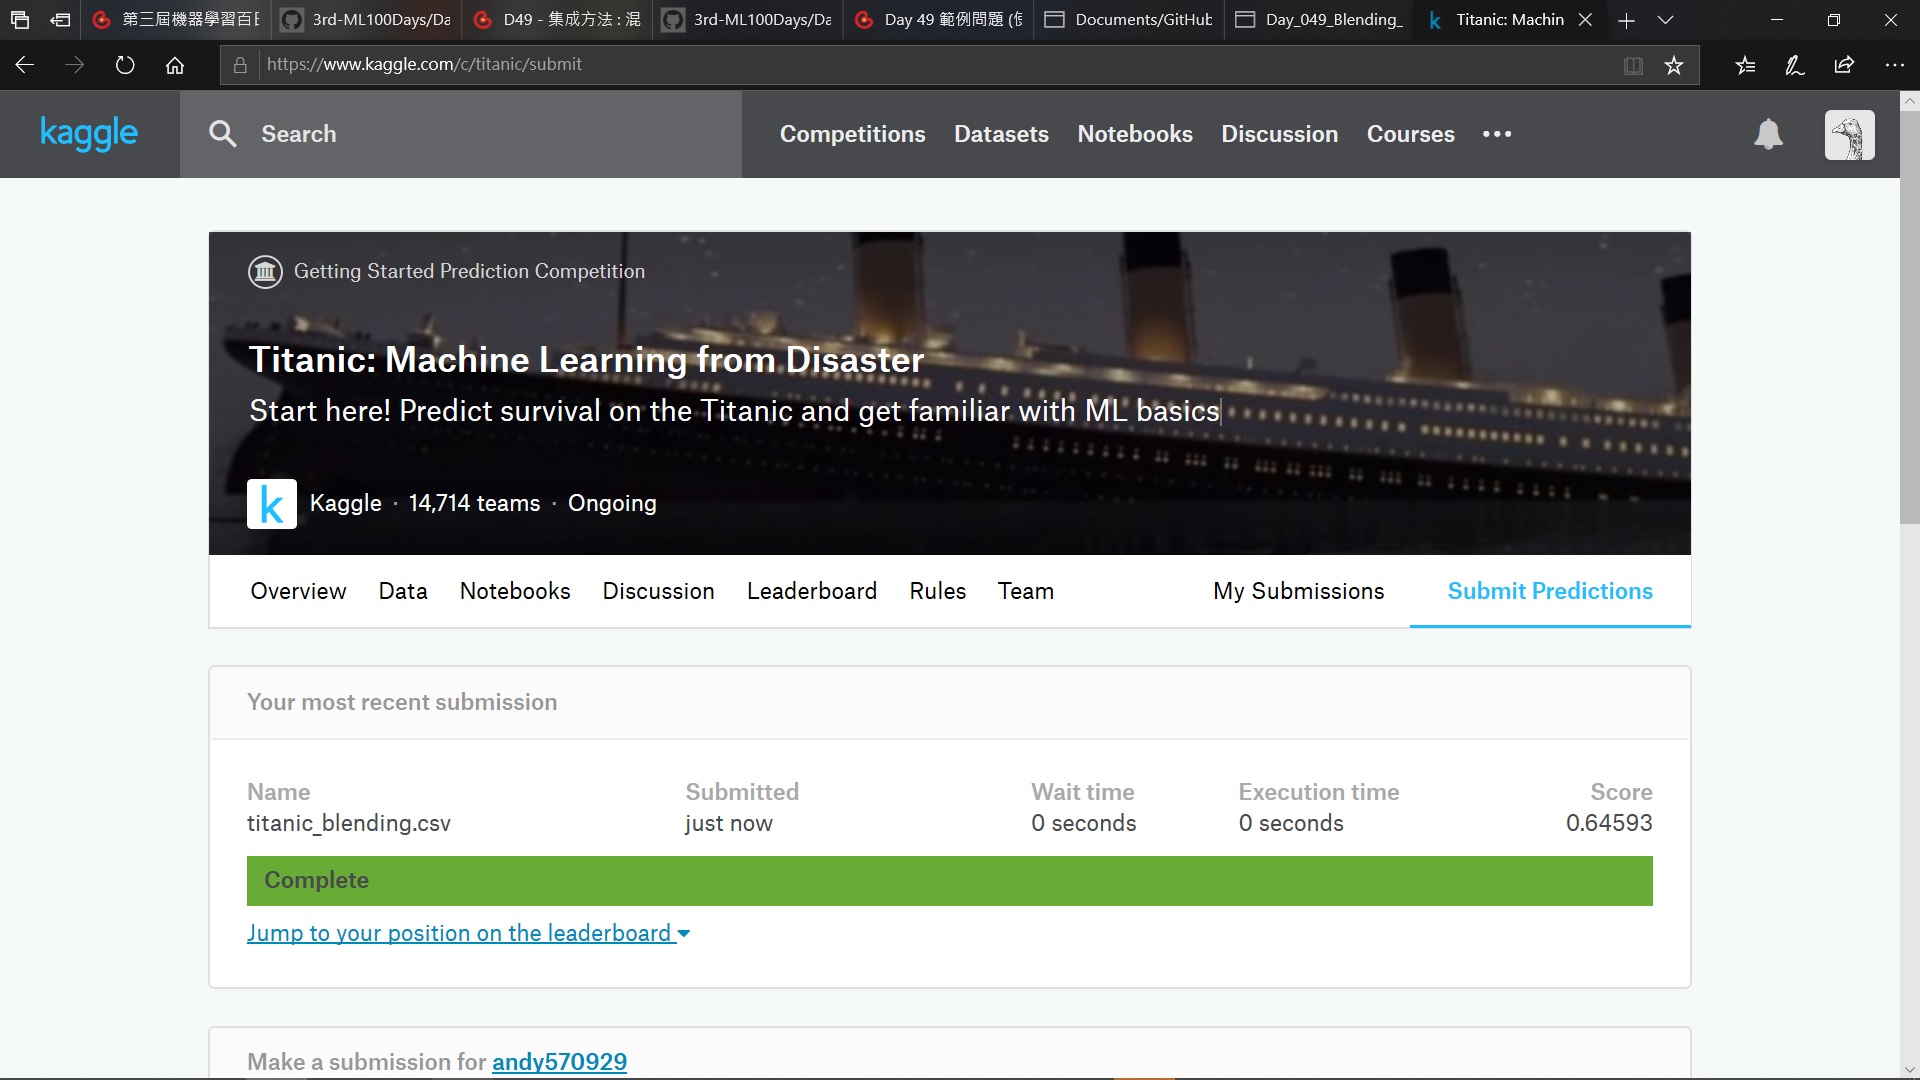 第三屆機器學習百日
3rd-ML100Days/Da
D49 - 集成方法 : 混
3rd-ML100Days/Da
Day 49 範例問題 (
Documents/GitHub
Day_049_Blending_
Titanic: Machin
https://www.kaggle.com/c/titanic/submit
kaggle
Search
Competitions
Datasets
Notebooks
Discussion
Courses
Getting Started Prediction Competition
Titanic: Machine Learning from Disaster
Start here! Predict survival on the Titanic and get familiar with ML basics
k
Kaggle · 14,714 teams · Ongoing
Overview
Data
Notebooks
Discussion
Leaderboard
Rules
Team
My Submissions
Submit Predictions
Your most recent submission
Name
Submitted
Wait time
Execution time
Score
titanic_blending.csv
just now
0 seconds
0 seconds
0.64593
Complete
Jump to your position on the leaderboard
Make a submission for andy570929